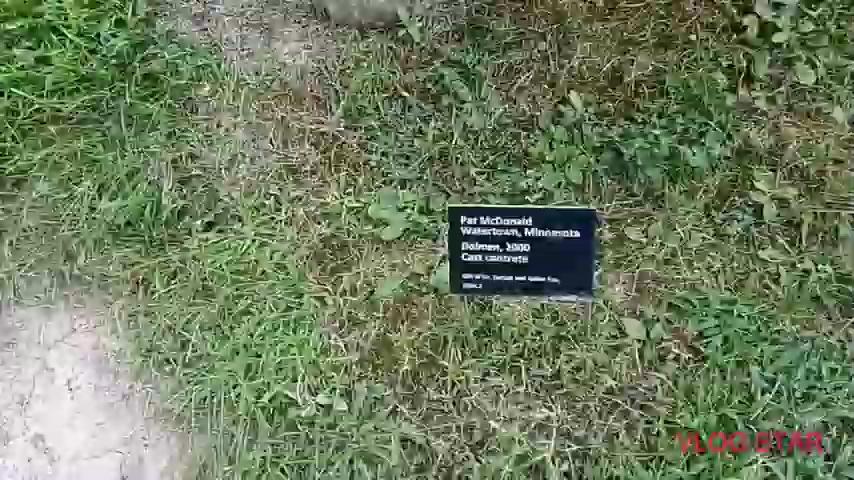 Pat McDonald
Watertown, Minnesota
Dolmen, 2000
Cast concrete
VLOG STAR